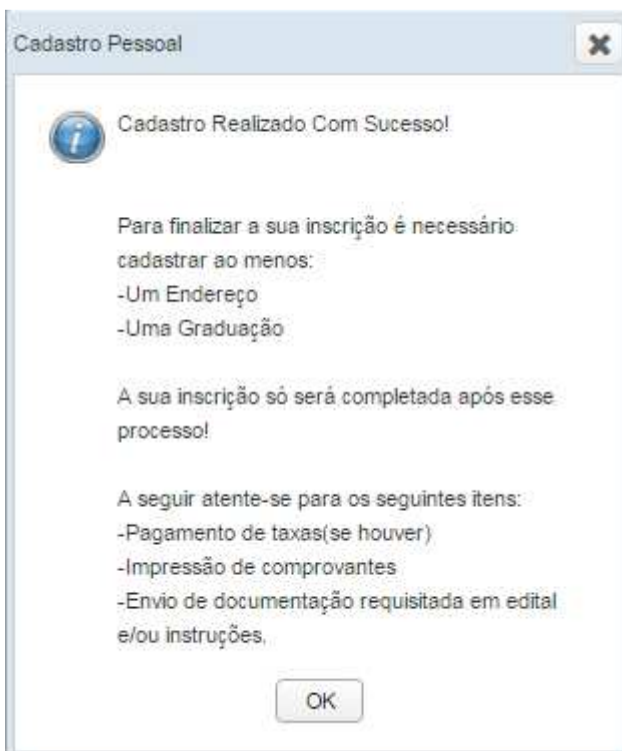 Cadastro Pessoal
Cadastro Realizado Com Sucesso!
Para finalizar a sua inscrição é necessário
cadastrar ao menos:
-Um Endereço
-Uma Graduação
A sua inscrição só será completada após esse
processo!
A seguir atente-se para os seguintes itens:
-Pagamento de taxas(se houver)
-Impressão de comprovantes
-Envio de documentação requisitada em edital
e/ou instruções.
OK